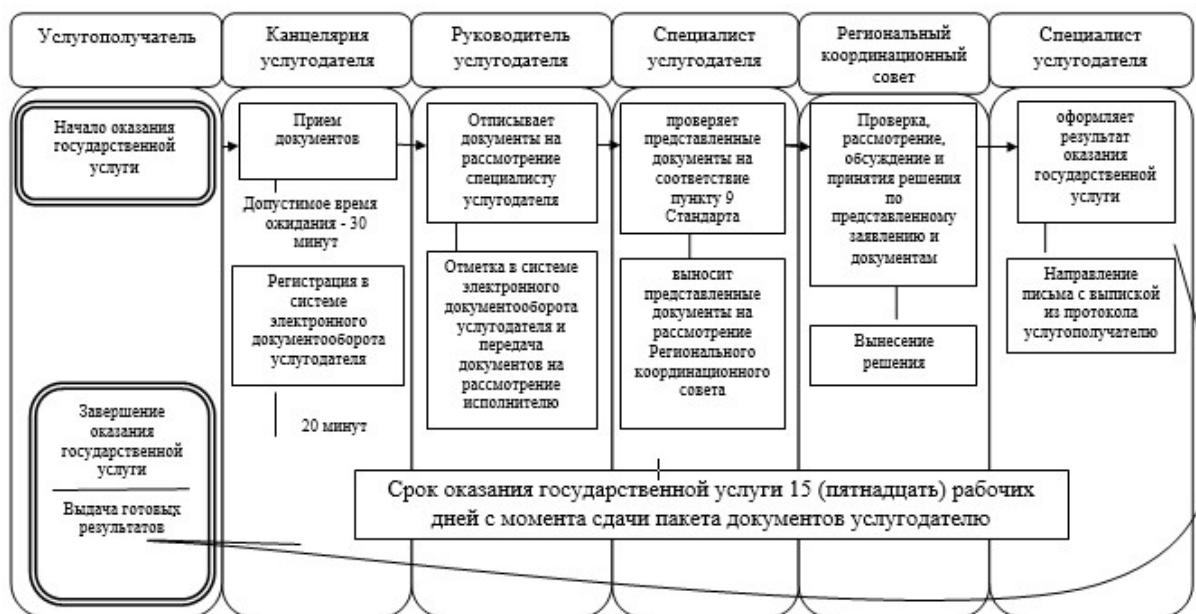 Услугополучатель
Канцелярия
услугодателя
Руководитель
услугодателя
Специалист
услугодателя
Региональный
координационный
совет
Специалист
услугодателя
Начало оказания
государственной
услуги
Прием
документов
Допустимое время
ожидания - 30
минут
Регистрация в
системе
электронного
документооборота
услугодателя
20 минут
Отписывает
документы на
рассмотрение
специалисту
услугодателя
Отметка в системе
электронного
документооборота
услугодателя и
передача
документов на
рассмотрение
исполнителю
проверяет
представленные
документы на
соответствие
пункту 9
Стандарта
выносит
представленные
документы на
рассмотрение
Регионального
координационного
совета
Проверка,
рассмотрение,
обсуждение и
принятия решения
по
представленному
заявлению и
документам
Вынесение
решения
оформляет
результат
оказания
государственной
услуги
Направление
письма с выпиской
из протокола
услугополучателю
Завершение
оказания
государственной
услуги
Выдача готовых
результатов
Срок оказания государственной услуги 15 (пятнадцать) рабочих
дней с момента сдачи пакета документов услугодателю